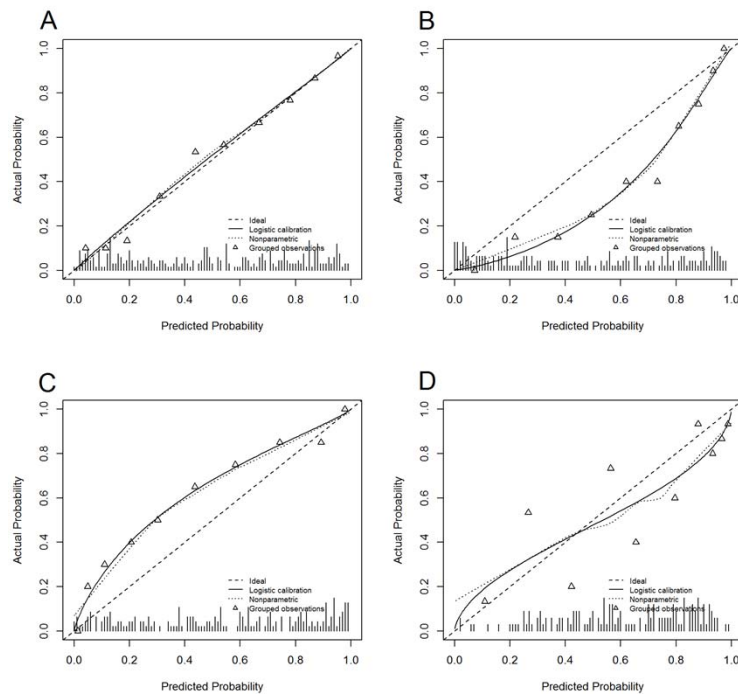 A
Actual Probability
1.0
0.8
0.6
0.4
0.2
0.0
Ideal
Logistic calibration
Nonparametric
Grouped observations
0.0 0.2 0.4 0.6 0.8 1.0
Predicted Probability
B
Actual Probability
1.0
0.8
0.6
0.4
0.2
0.0
Ideal
Logistic calibration
Nonparametric
Grouped observations
0.0 0.2 0.4 0.6 0.8 1.0
Predicted Probability
C
Actual Probability
1.0
0.8
0.6
0.4
0.2
0.0
Ideal
Logistic calibration
Nonparametric
Grouped observations
0.0 0.2 0.4 0.6 0.8 1.0
Predicted Probability
D
Actual Probability
1.0
0.8
0.6
0.4
0.2
0.0
Ideal
Logistic calibration
Nonparametric
Grouped observations
0.0 0.2 0.4 0.6 0.8 1.0
Predicted Probability